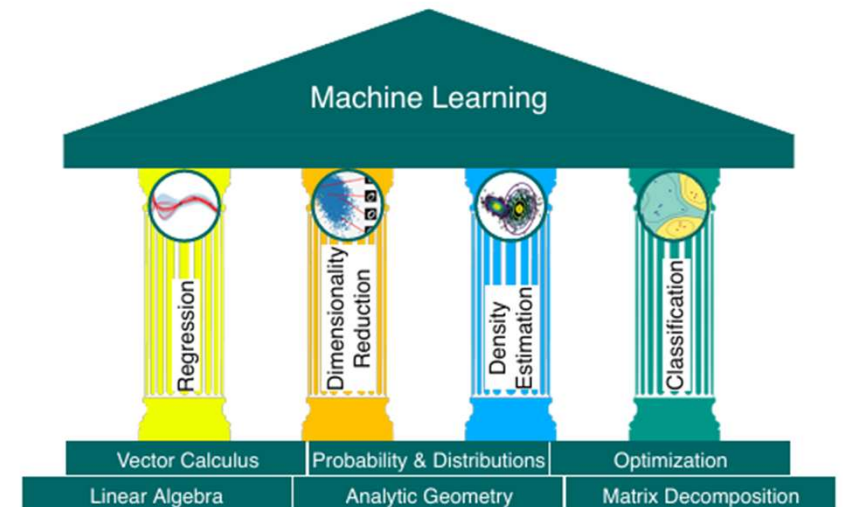 Machine Learning
Regression
Dimensionality
Reduction
Density
Estimation
Classification
Vector Calculus
Probability & Distributions
Optimization
Linear Algebra
Analytic Geometry
Matrix Decomposition